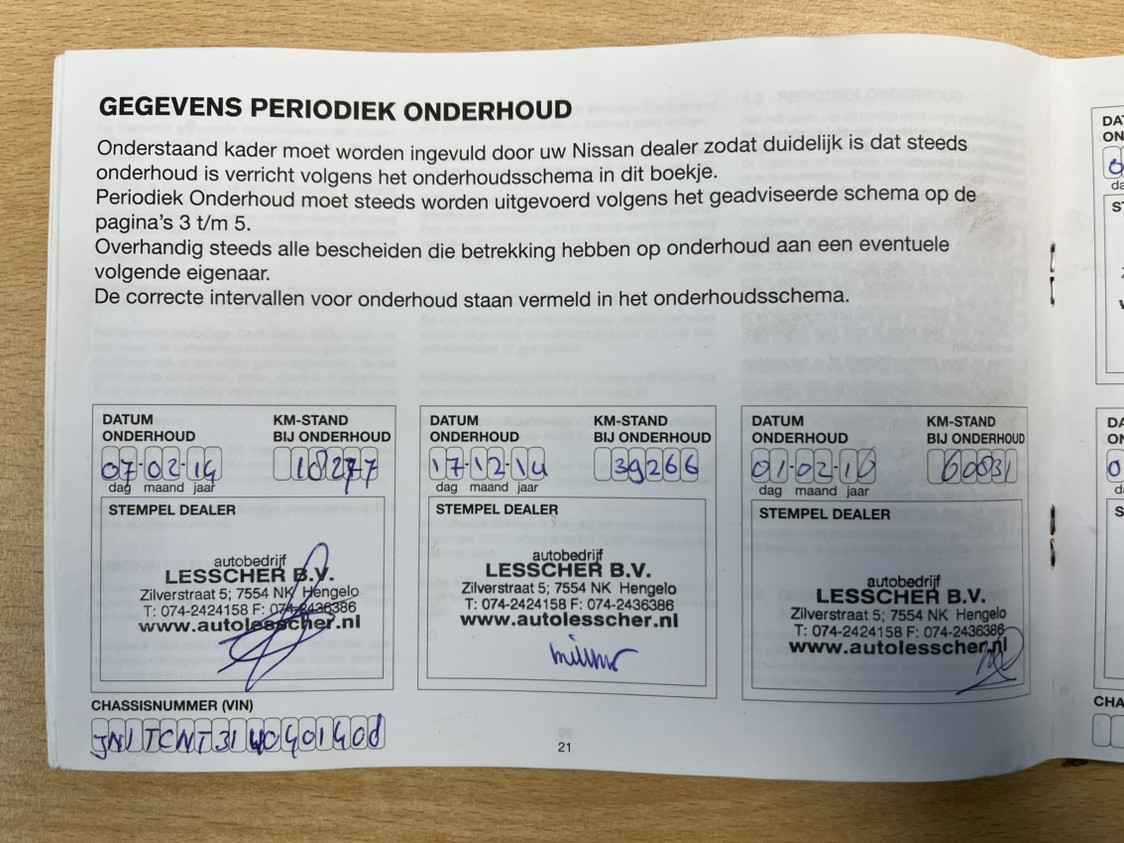 GEGEVENS PERIODIEK ONDERHOUD
Onderstaand kader moet worden ingevuld door uw Nissan dealer zodat duidelijk is dat steeds
onderhoud is verricht volgens het onderhoudsschema in dit boekje.
Periodiek Onderhoud moet steeds worden uitgevoerd volgens het geadviseerde schema op de
pagina's 3 t/m 5.
Overhandig steeds alle bescheiden die betrekking hebben op onderhoud aan een eventuele
volgende eigenaar.
De correcte intervallen voor onderhoud staan vermeld in het onderhoudsschema.
DATUM
ONDERHOUD
KM-STAND
BIJ ONDERHOUD
07-02-14
18277
dag maand jaar
STEMPEL DEALER
autobedrijf
LESSCHER B.V.
Zilverstraat 5; 7554 NK Hengelo
T: 074-2424158 F: 074-2436386
www.autolesscher.nl
DATUM
ONDERHOUD
KM-STAND
BIJ ONDERHOUD
17-12-14
39266
dag maand jaar
STEMPEL DEALER
autobedrijf
LESSCHER B.V.
Zilverstraat 5; 7554 NK Hengelo
T: 074-2424158 F: 074-2436386
www.autolesscher.nl
DATUM
ONDERHOUD
KM-STAND
BIJ ONDERHOUD
60831
dag maand jaar
STEMPEL DEALER
autobedrijf
LESSCHER B.V.
Zilverstraat 5; 7554 NK Hengelo
T: 074-2424158 F: 074-2436386
www.autolesscher.nl
CHASSISNUMMER (VIN)
21